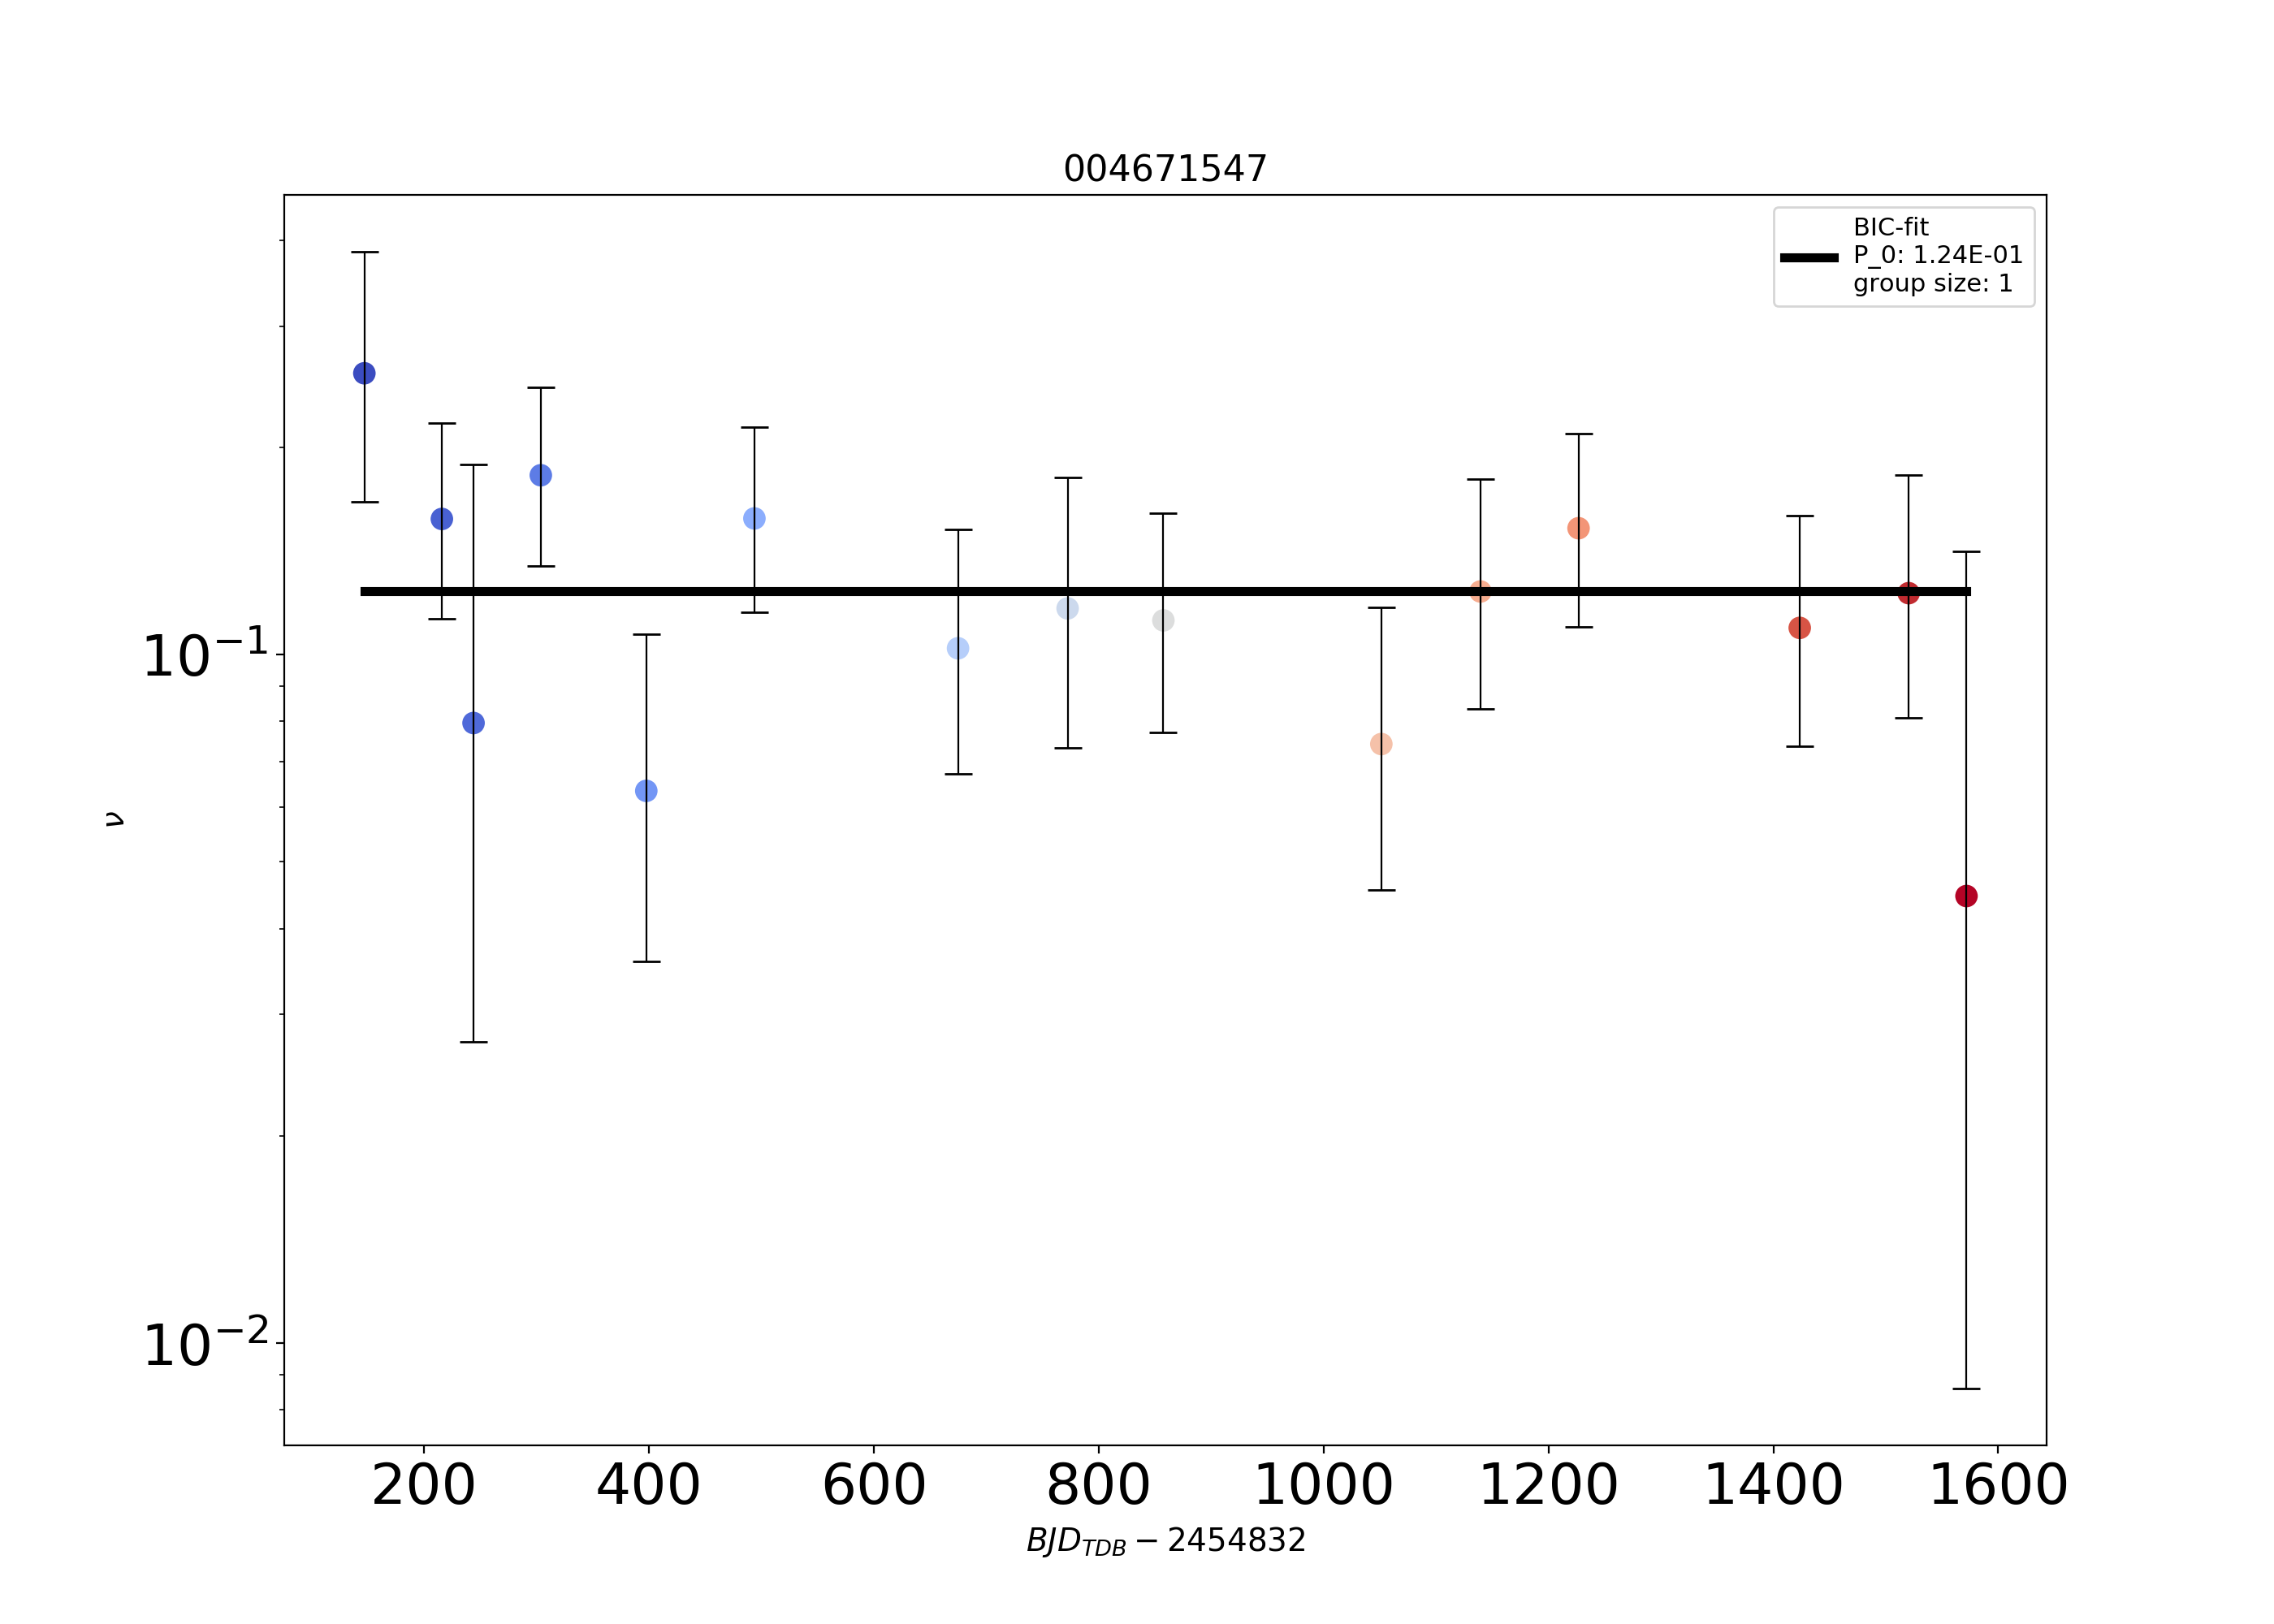 004671547
BIC-fit
P_0: 1.24E-01
group size: 1
10⁻¹
ν
10⁻²
200 400 600 800 1000 1200 1400 1600
BJD_TDB − 2454832